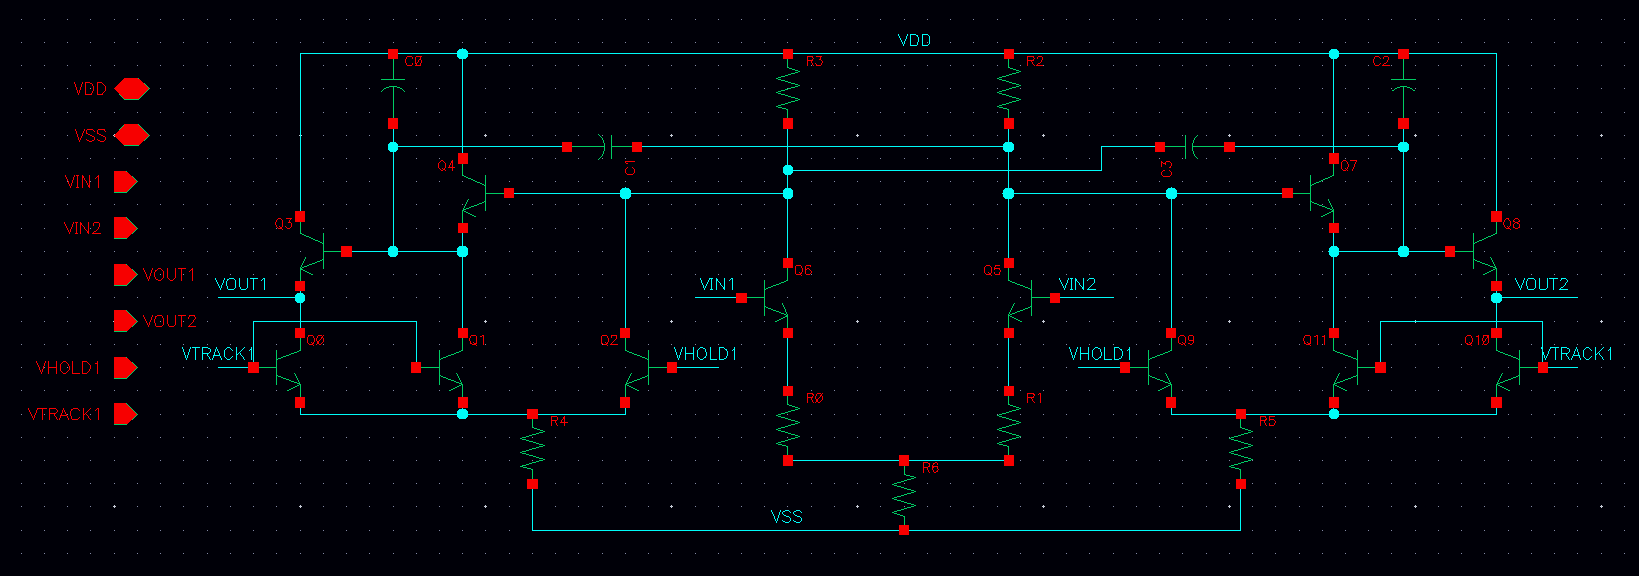 VDD
C0
R3
R2
C2
VDD
VSS
Q4
C1
C3
Q7
VIN1
VIN2
Q3
Q8
VOUT1
VOUT1
VIN1
Q6
Q5
VIN2
VOUT2
VOUT2
VTRACK1
Q0
Q1
Q2
VHOLD1
VHOLD1
Q9
Q11
Q10
VTRACK1
VHOLD1
R0
R1
VTRACK1
R4
R5
R6
VSS